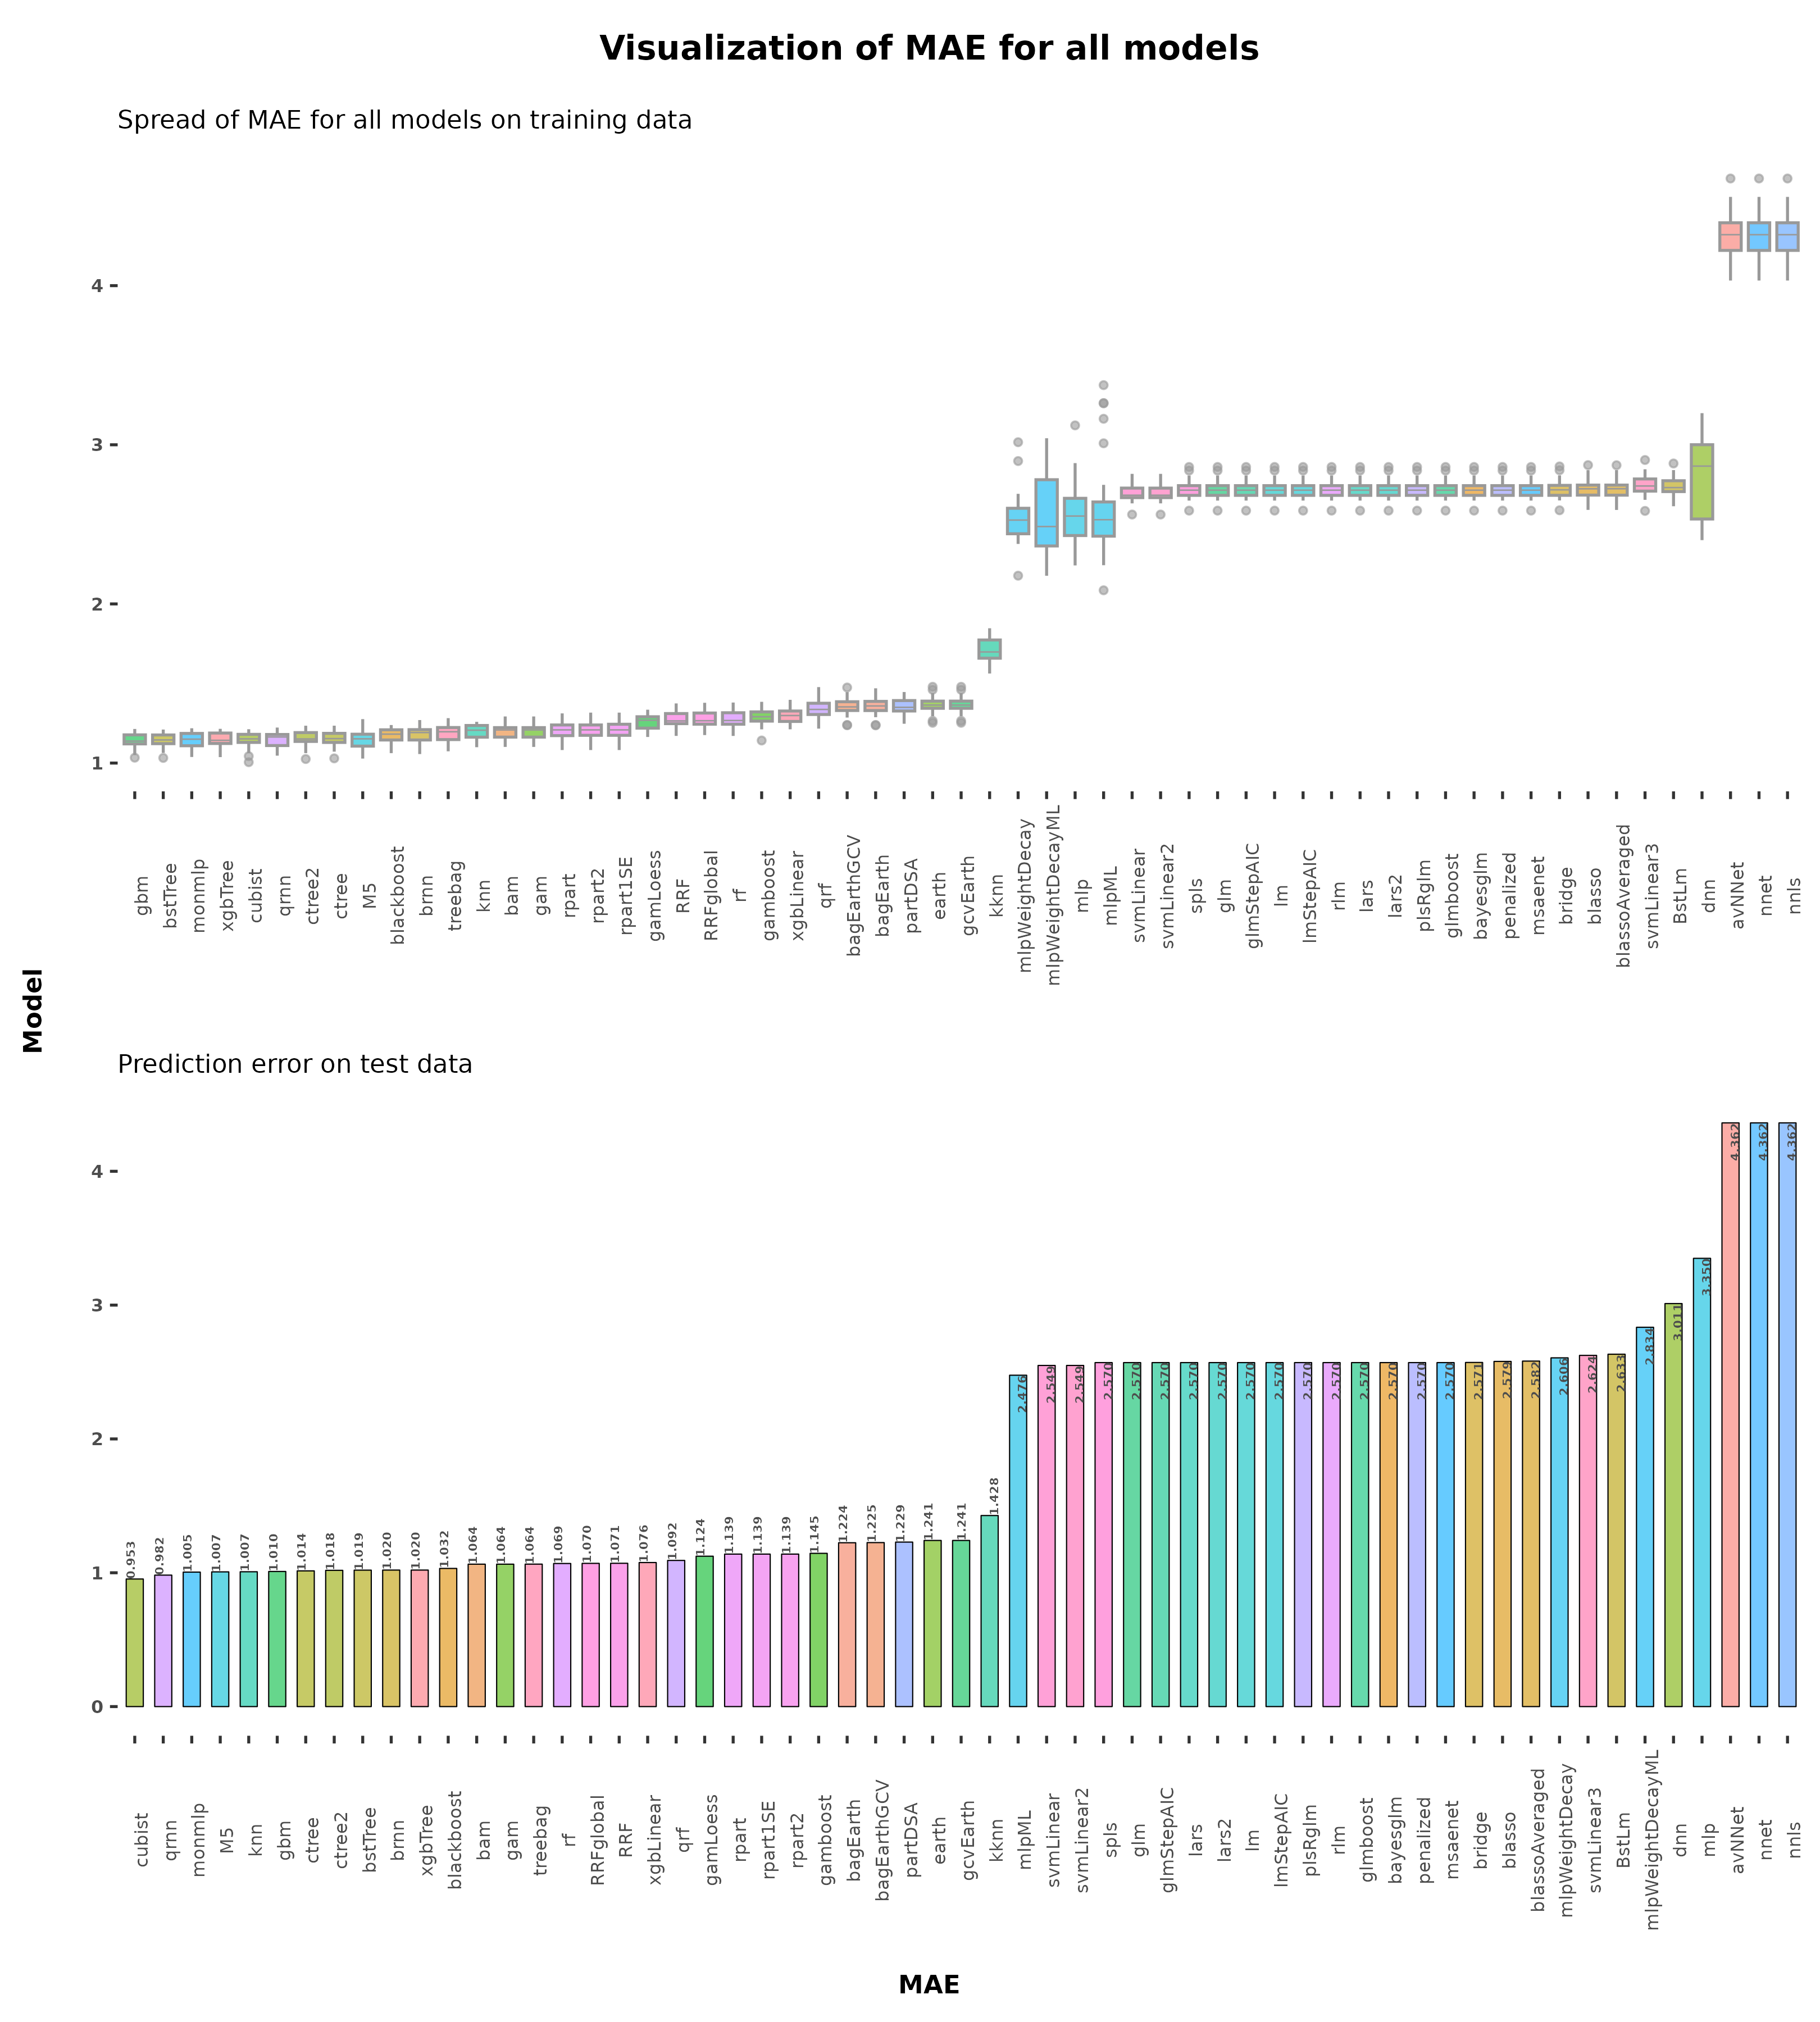 Visualization of MAE for all models
Spread of MAE for all models on training data
4
3
2
1
gbm
bstTree
monmlp
xgbTree
cubist
qrnn
ctree2
ctree
M5
blackboost
brnn
treebag
knn
bam
gam
rpart
rpart2
rpart1SE
gamLoess
RRF
RRFglobal
rf
gamboost
xgbLinear
qrf
bagEarthGCV
bagEarth
partDSA
earth
gcvEarth
kknn
mlpWeightDecay
mlpWeightDecayML
mlp
mlpML
svmLinear
svmLinear2
spls
glm
glmStepAIC
lm
lmStepAIC
rlm
lars
lars2
plsRglm
glmboost
bayesglm
penalized
msaenet
bridge
blasso
blassoAveraged
svmLinear3
BstLm
dnn
avNNet
nnet
nnls
Model
Prediction error on test data
4
3
2
1
0
0.953
0.982
1.005
1.007
1.007
1.010
1.014
1.018
1.019
1.020
1.020
1.032
1.064
1.064
1.064
1.069
1.070
1.071
1.076
1.092
1.124
1.139
1.139
1.139
1.145
1.224
1.225
1.229
1.241
1.241
1.428
2.476
2.549
2.549
2.570
2.570
2.570
2.570
2.570
2.570
2.570
2.570
2.570
2.570
2.570
2.570
2.570
2.571
2.579
2.582
2.606
2.624
2.633
2.834
3.011
3.350
4.362
4.362
4.362
cubist
qrnn
monmlp
M5
knn
gbm
ctree
ctree2
bstTree
brnn
xgbTree
blackboost
bam
gam
treebag
rf
RRFglobal
RRF
xgbLinear
qrf
gamLoess
rpart
rpart1SE
rpart2
gamboost
bagEarth
bagEarthGCV
partDSA
earth
gcvEarth
kknn
mlpML
svmLinear
svmLinear2
spls
glm
glmStepAIC
lars
lars2
lm
lmStepAIC
plsRglm
rlm
glmboost
bayesglm
penalized
msaenet
bridge
blasso
blassoAveraged
mlpWeightDecay
svmLinear3
BstLm
mlpWeightDecayML
dnn
mlp
avNNet
nnet
nnls
MAE